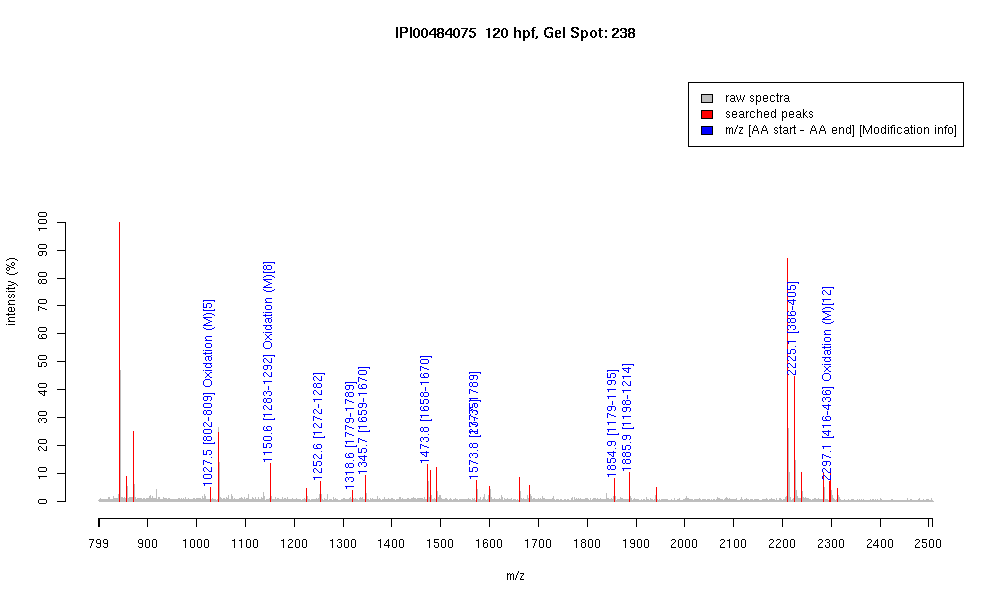 IPI00484075 120 hpf, Gel Spot: 238
raw spectra
searched peaks
m/z [AA start - AA end] [Modification info]
intensity (%)
100
90
80
70
60
50
40
30
20
10
0
1027.5 [802-809] Oxidation (M)[5]
1150.6 [1283-1292] Oxidation (M)[8]
1252.6 [1272-1282]
1318.6 [1779-1789]
1345.7 [1659-1670]
1473.8 [1658-1670]
1573.8
1789]
1854.9 [1179-1195]
1885.9 [1198-1214]
2225.1 [386-405]
2297.1 [416-436] Oxidation (M)[12]
799 900 1000 1100 1200 1300 1400 1500 1600 1700 1800 1900 2000 2100 2200 2300 2400 2500
m/z